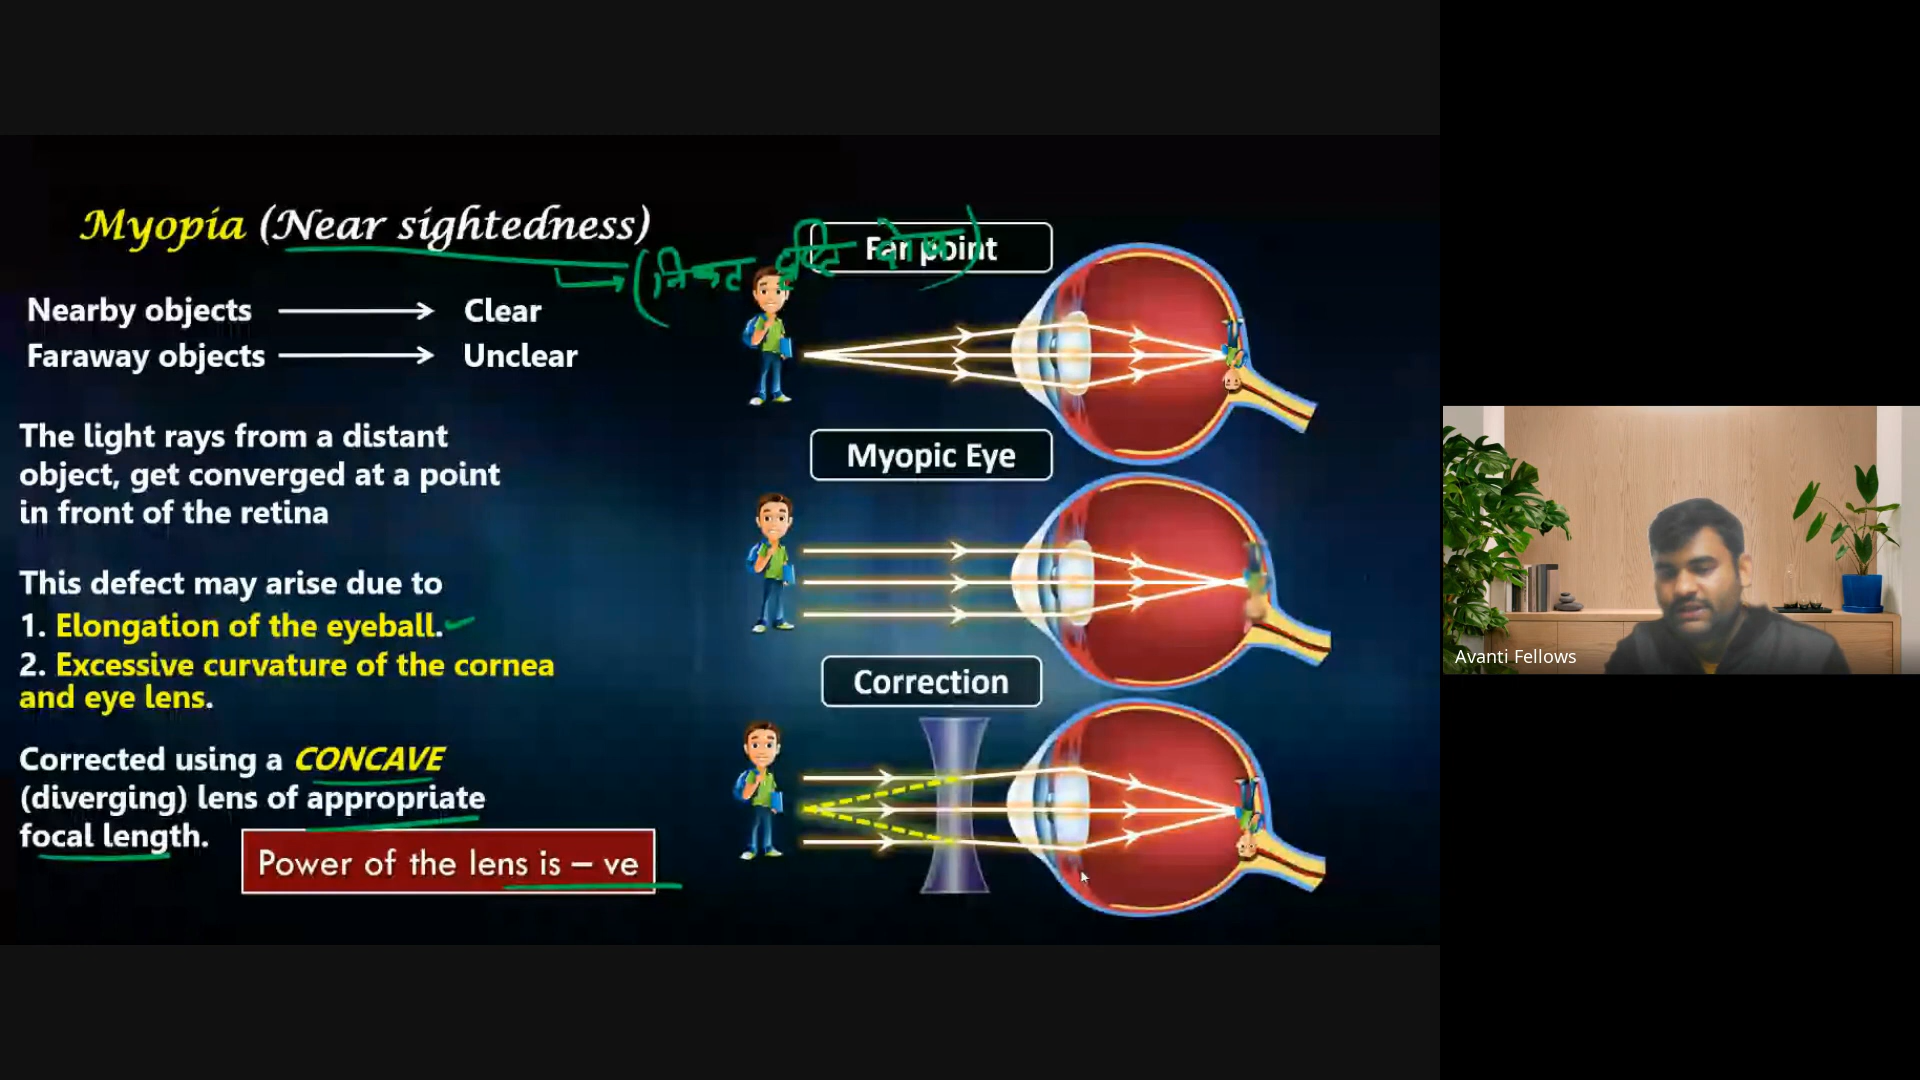 Myopia (Near sightedness)
(निकट दृष्टि दोष)
Nearby objects Clear
Faraway objects Unclear
The light rays from a distant
object, get converged at a point
in front of the retina
This defect may arise due to
1. Elongation of the eyeball.
2. Excessive curvature of the cornea
and eye lens.
Corrected using a CONCAVE
(diverging) lens of appropriate
focal length.
Power of the lens is – ve
Far point
Myopic Eye
Correction
Avanti Fellows